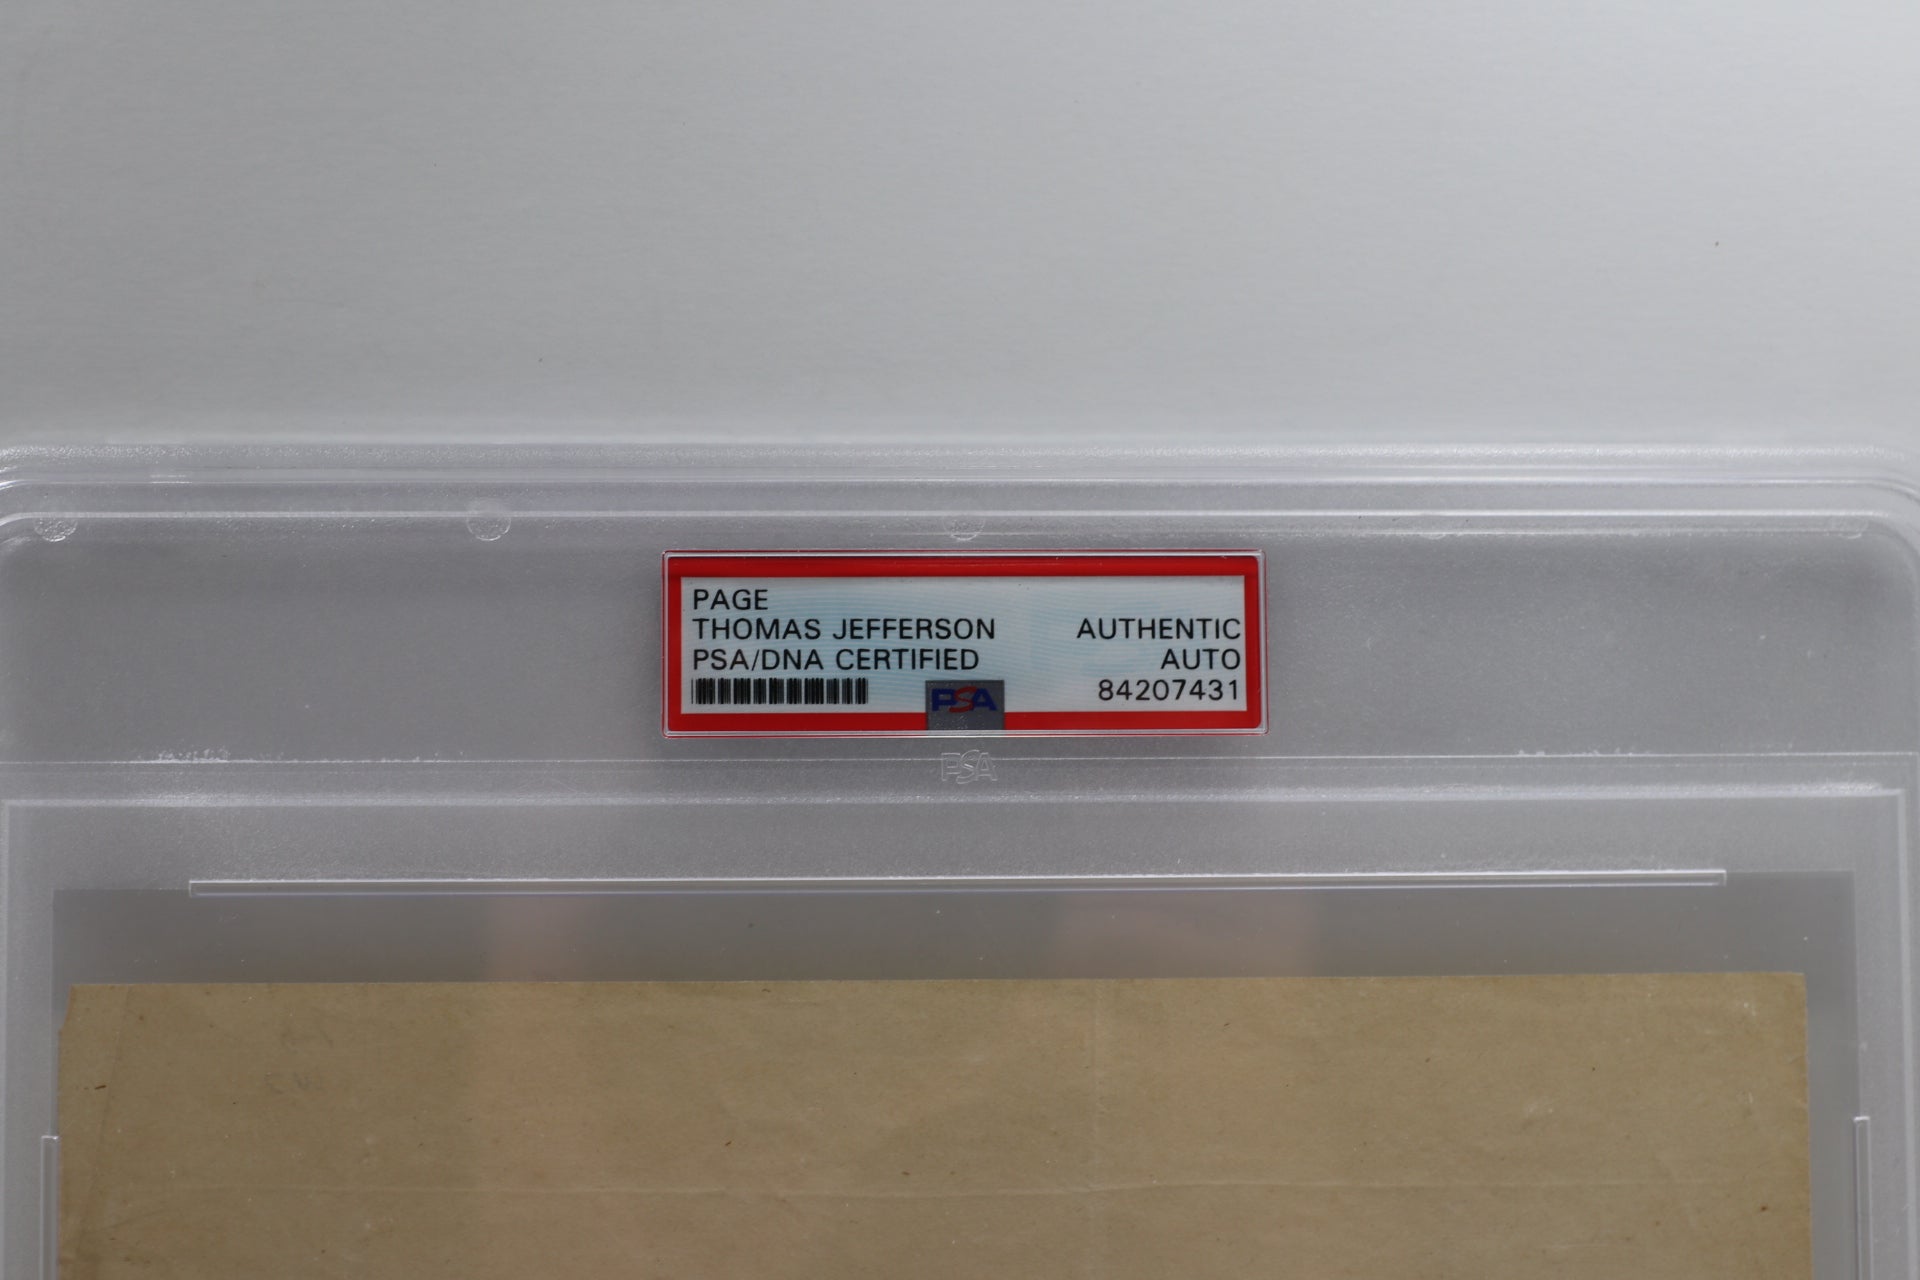 PAGE
THOMAS JEFFERSON AUTHENTIC
PSA/DNA CERTIFIED AUTO
PSA 84207431
PSA